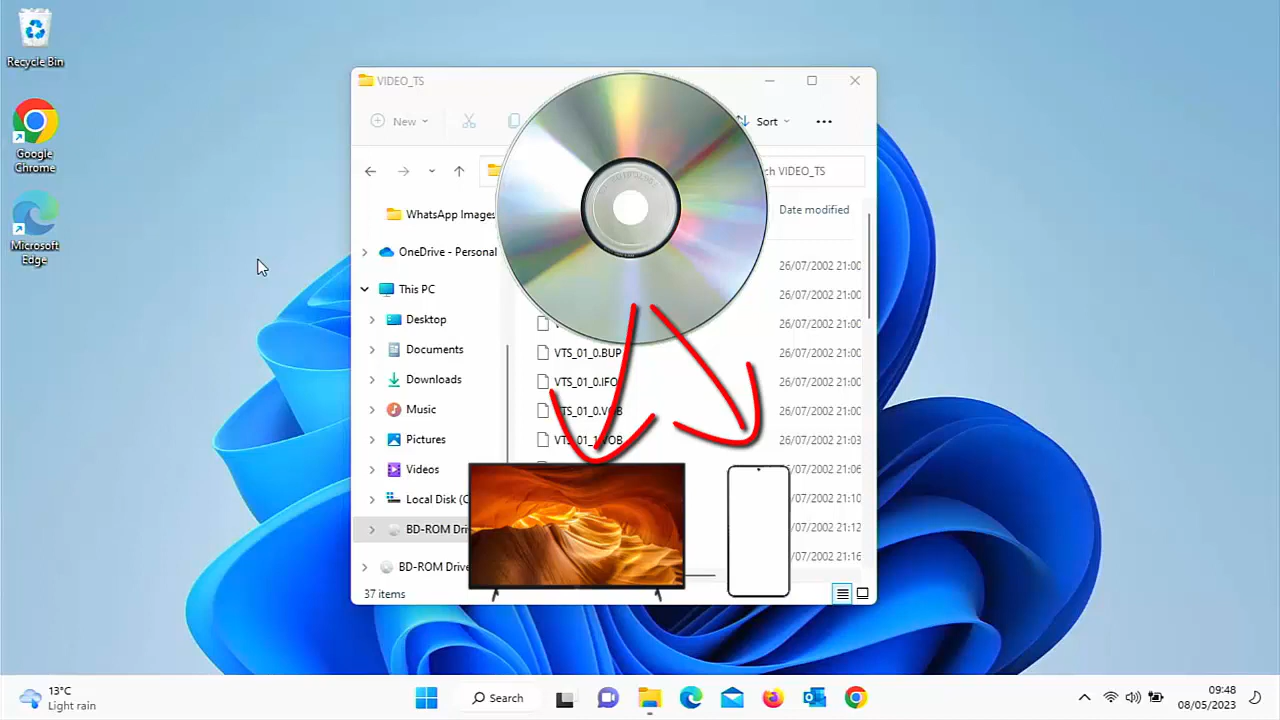 Recycle Bin
Google
Chrome
Microsoft
Edge
VIDEO_TS
New
Sort
ch VIDEO_TS
WhatsApp Images
Date modified
OneDrive - Personal
26/07/2002 21:00
This PC
26/07/2002 21:00
Desktop
26/07/2002 21:00
Documents
VTS_01_0.BUP
26/07/2002 21:00
Downloads
VTS_01_0.IFO
26/07/2002 21:00
Music
VTS_01_0.VOB
26/07/2002 21:00
Pictures
VTS_01_1.VOB
26/07/2002 21:03
Videos
/07/2002 21:06
Local Disk (C
/07/2002 21:10
BD-ROM Driv
/07/2002 21:12
BD-ROM Drive
/07/2002 21:16
37 items
13°C
Light rain
Search
09:48
08/05/2023